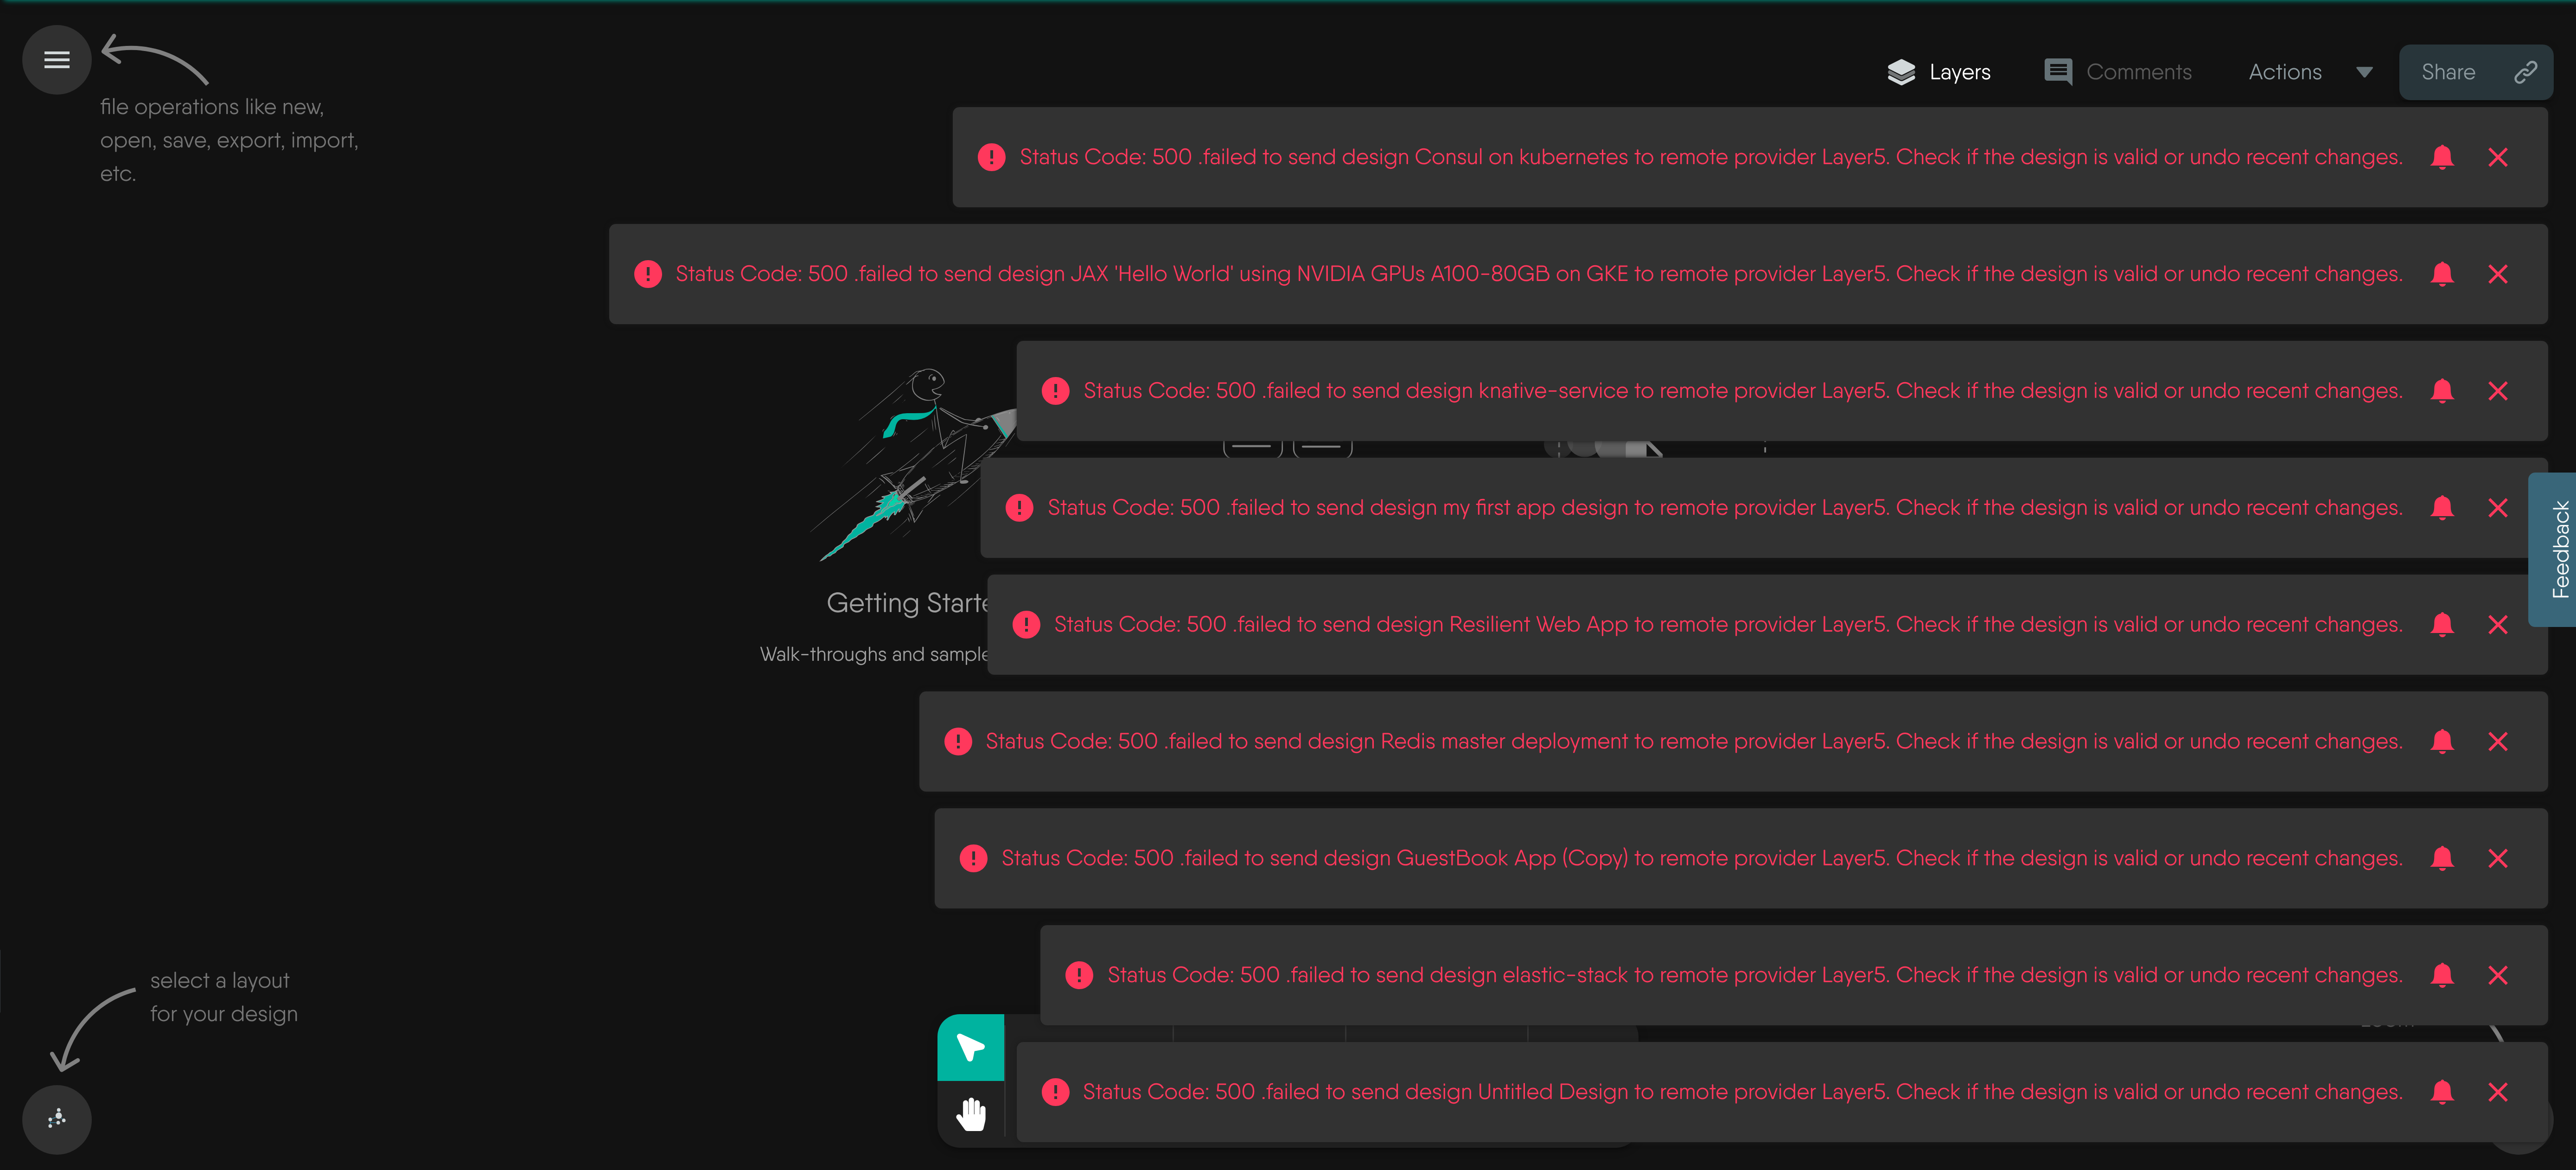 Layers
Comments
Actions
Share
file operations like new,
open, save, export, import,
etc.
Status Code: 500 .failed to send design Consul on kubernetes to remote provider Layer5. Check if the design is valid or undo recent changes.
Status Code: 500 .failed to send design JAX 'Hello World' using NVIDIA GPUs A100-80GB on GKE to remote provider Layer5. Check if the design is valid or undo recent changes.
Status Code: 500 .failed to send design knative-service to remote provider Layer5. Check if the design is valid or undo recent changes.
Status Code: 500 .failed to send design my first app design to remote provider Layer5. Check if the design is valid or undo recent changes.
Feedback
Getting Starte
Status Code: 500 .failed to send design Resilient Web App to remote provider Layer5. Check if the design is valid or undo recent changes.
Walk-throughs and sample
Status Code: 500 .failed to send design Redis master deployment to remote provider Layer5. Check if the design is valid or undo recent changes.
Status Code: 500 .failed to send design GuestBook App (Copy) to remote provider Layer5. Check if the design is valid or undo recent changes.
Status Code: 500 .failed to send design elastic-stack to remote provider Layer5. Check if the design is valid or undo recent changes.
select a layout
for your design
Status Code: 500 .failed to send design Untitled Design to remote provider Layer5. Check if the design is valid or undo recent changes.